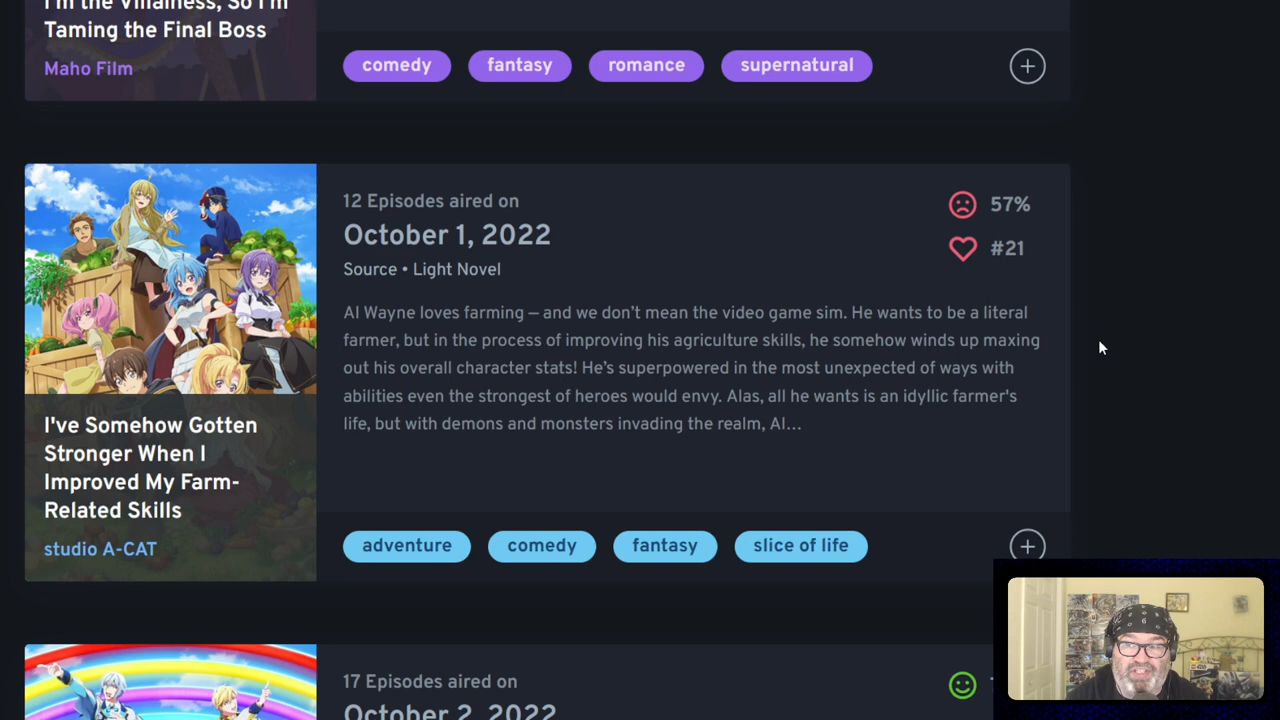 Taming the Final Boss
Maho Film
comedy
fantasy
romance
supernatural
12 Episodes aired on
October 1, 2022
Source • Light Novel
57%
#21
Al Wayne loves farming — and we don’t mean the video game sim. He wants to be a literal
farmer, but in the process of improving his agriculture skills, he somehow winds up maxing
out his overall character stats! He’s superpowered in the most unexpected of ways with
abilities even the strongest of heroes would envy. Alas, all he wants is an idyllic farmer's
life, but with demons and monsters invading the realm, Al…
I've Somehow Gotten
Stronger When I
Improved My Farm-
Related Skills
studio A-CAT
adventure
comedy
fantasy
slice of life
17 Episodes aired on
October 2, 2022